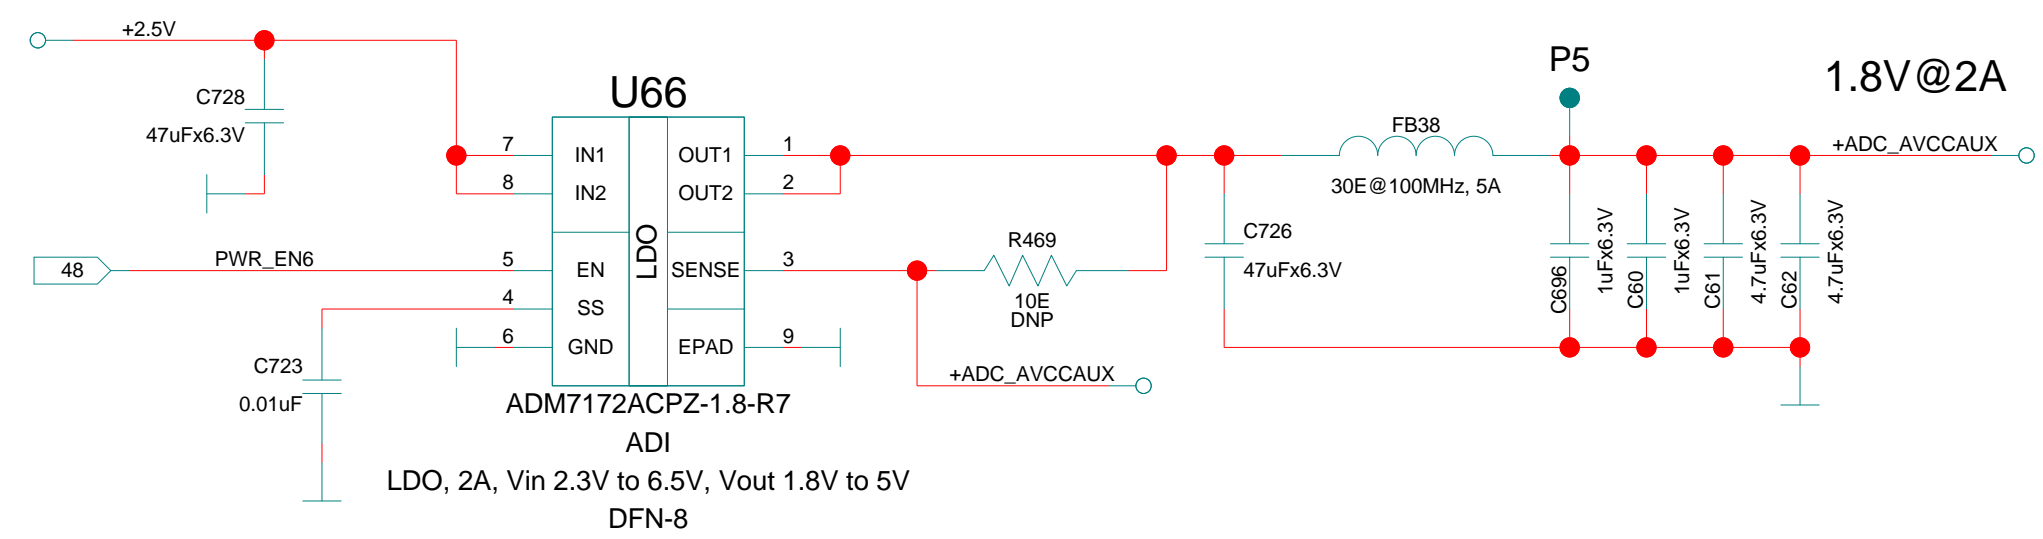 +2.5V
P5
1.8V@2A
C728
47uFx6.3V
U66
7
IN1
OUT1
1
FB38
30E@100MHz, 5A
+ADC_AVCCAUX
8
IN2
OUT2
2
LDO
48
PWR_EN6
5
EN
SENSE
3
R469
10E
DNP
C726
47uFx6.3V
C696
1uFx6.3V
C60
1uFx6.3V
C61
4.7uFx6.3V
C62
4.7uFx6.3V
4
SS
6
GND
EPAD
9
C723
0.01uF
+ADC_AVCCAUX
ADM7172ACPZ-1.8-R7
ADI
LDO, 2A, Vin 2.3V to 6.5V, Vout 1.8V to 5V
DFN-8